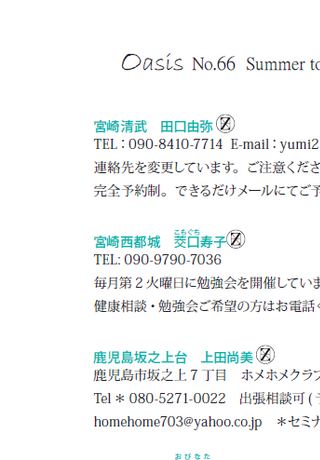 Oasis No.66 Summer to
宮崎清武 田口由弥 Ⓩ
TEL：090-8410-7714 E-mail：yumi2
連絡先を変更しています。ご注意くださ
完全予約制。できるだけメールにてご予
こもぐち
宮崎西都城 茭口寿子 Ⓩ
TEL: 090-9790-7036
毎月第2火曜日に勉強会を開催していま
健康相談・勉強会ご希望の方はお電話く
鹿児島坂之上台 上田尚美 Ⓩ
鹿児島市坂之上7丁目 ホメホメクラブ
Tel＊080-5271-0022 出張相談可(
homehome703@yahoo.co.jp ＊セミナ
おびなた